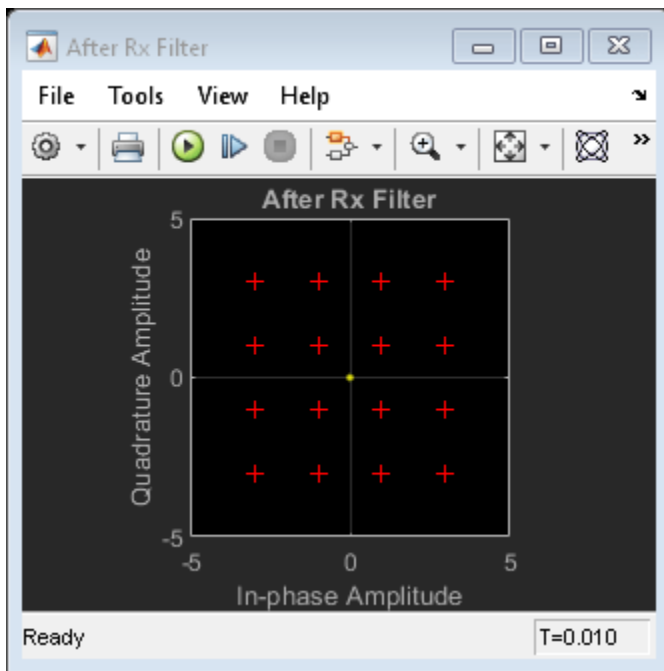 After Rx Filter
File Tools View Help
After Rx Filter
5
Quadrature Amplitude
0
-5
-5 0 5
In-phase Amplitude
Ready T=0.010